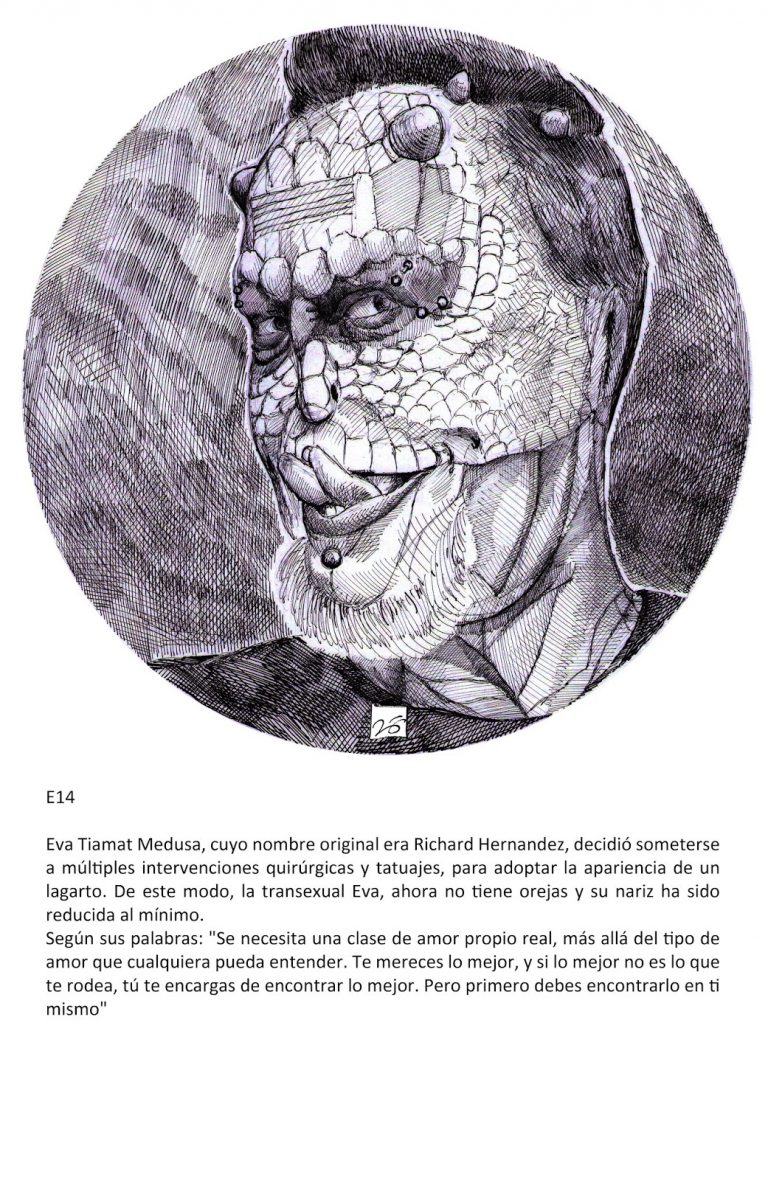 28
E14
Eva Tiamat Medusa, cuyo nombre original era Richard Hernandez, decidió someterse
a múltiples intervenciones quirúrgicas y tatuajes, para adoptar la apariencia de un
lagarto. De este modo, la transexual Eva, ahora no tiene orejas y su nariz ha sido
reducida al mínimo.
Según sus palabras: "Se necesita una clase de amor propio real, más allá del tipo de
amor que cualquiera pueda entender. Te mereces lo mejor, y si lo mejor no es lo que
te rodea, tú te encargas de encontrar lo mejor. Pero primero debes encontrarlo en ti
mismo"